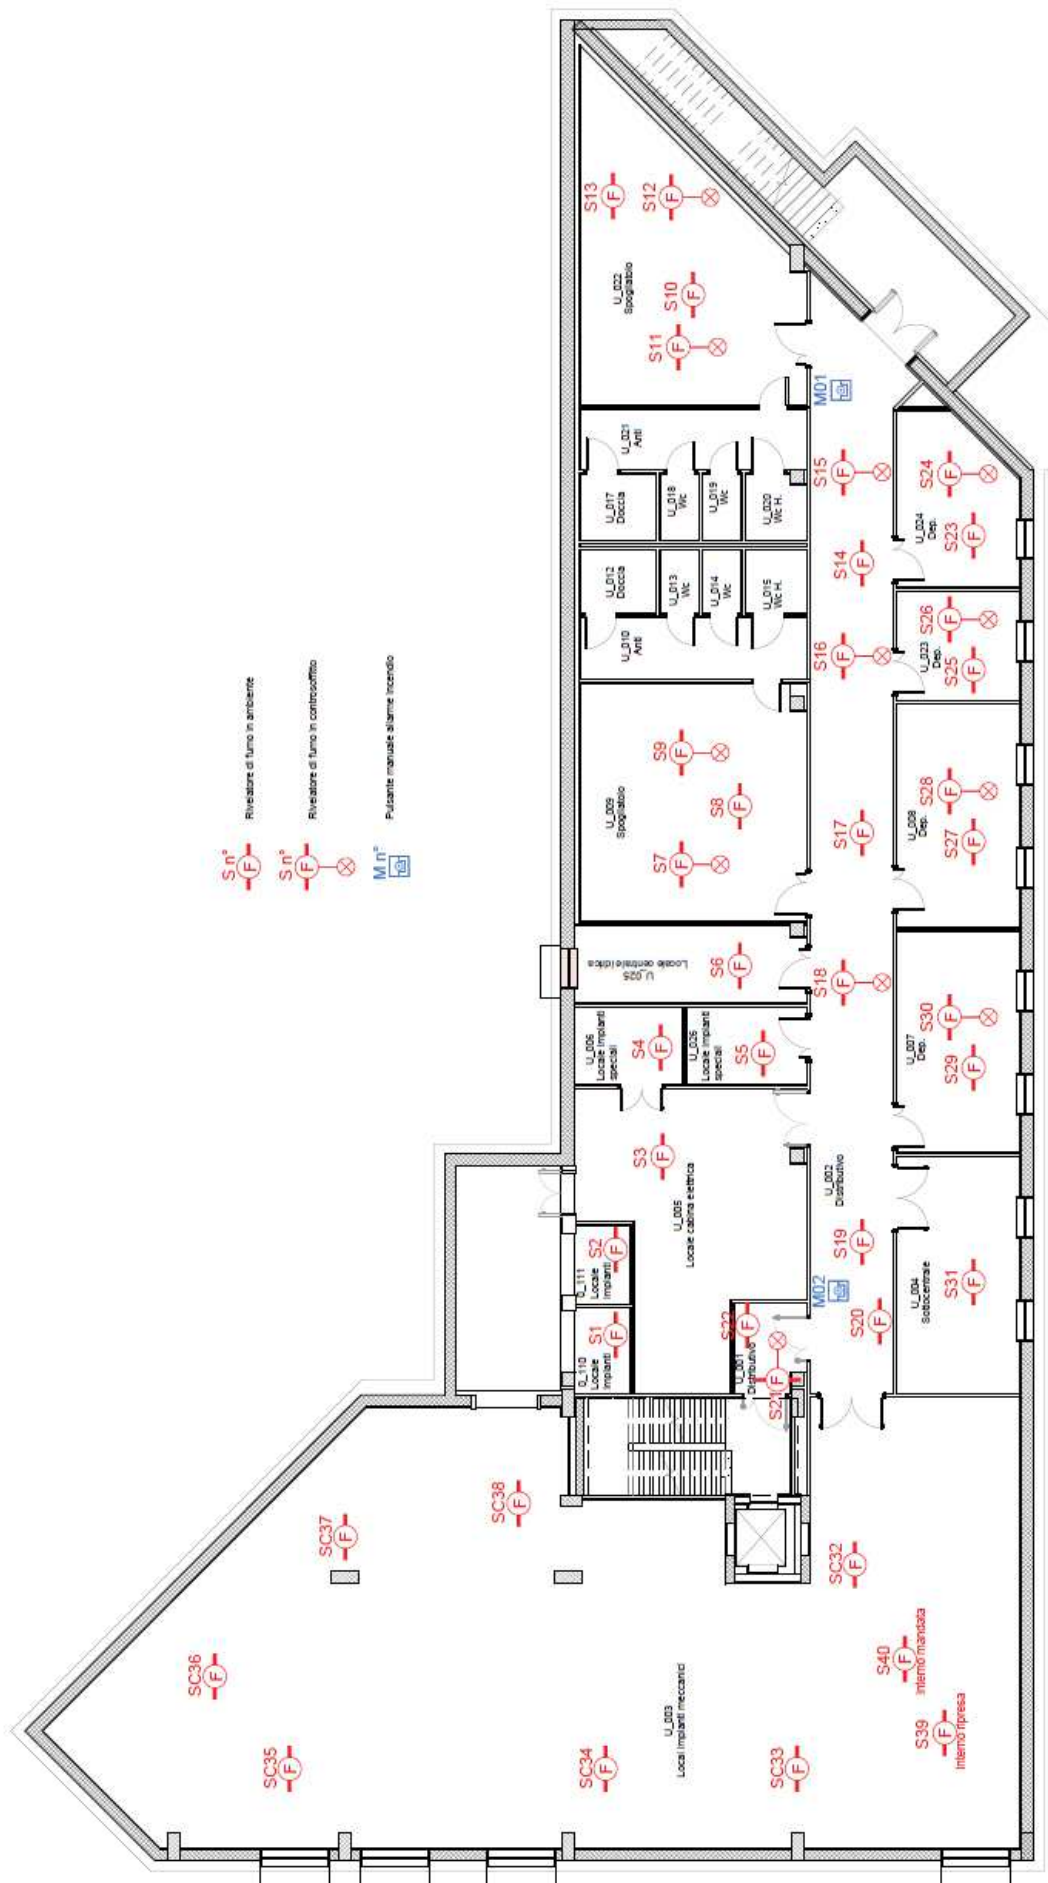 S n°
F
Rivelatore di fumo in ambiente
S n°
F
Rivelatore di fumo in controsoffitto
M n°
Pulsante manuale allarme incendio
S13
F
S12
F
U_022
Spogliatoio
S10
F
S11
F
M01
U_021
Anti
U_017
Doccia
U_018
Wc
U_019
Wc
U_020
Wc H.
U_012
Doccia
U_013
Wc
U_014
Wc
U_015
Wc H.
U_010
Anti
S15
F
S14
F
S16
F
S24
F
U_024
Dep.
S23
F
S26
F
U_023
Dep.
S25
F
S9
F
U_009
Spogliatoio
S8
F
S7
F
S17
F
S28
F
U_008
Dep.
S27
F
U_025
Locale centrale idrica
S6
F
S18
F
U_006
Locale Impianti
speciali
S4
F
U_026
Locale Impianti
speciali
S5
F
S30
F
U_007
Dep.
S29
F
S3
F
U_005
Locale cabina elettrica
U_002
Distributivo
S19
F
M02
S20
F
U_004
Sottocentrale
S31
F
S2
F
0_111
Locale
Impianti
S1
F
0_110
Locale
Impianti
S22
F
U_001
Distributivo
S21
F
SC38
F
SC37
F
SC36
F
SC35
F
SC34
F
SC33
F
SC32
F
U_003
Locali impianti meccanici
S40
F
Interno mandata
S39
F
Interno ripresa